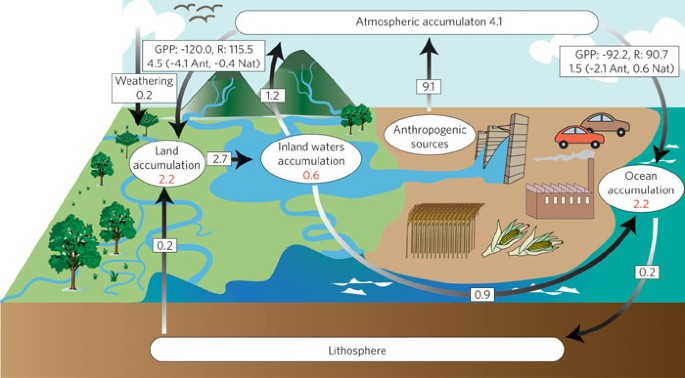 Atmospheric accumulaton 4.1
GPP: -120.0, R: 115.5
4.5 (-4.1 Ant, -0.4 Nat)
GPP: -92.2, R: 90.7
1.5 (-2.1 Ant, 0.6 Nat)
Weathering
0.2
1.2
9.1
Anthropogenic
sources
Land
accumulation
2.2
2.7
Inland waters
accumulation
0.6
Ocean
accumulation
2.2
0.2
0.2
0.9
Lithosphere